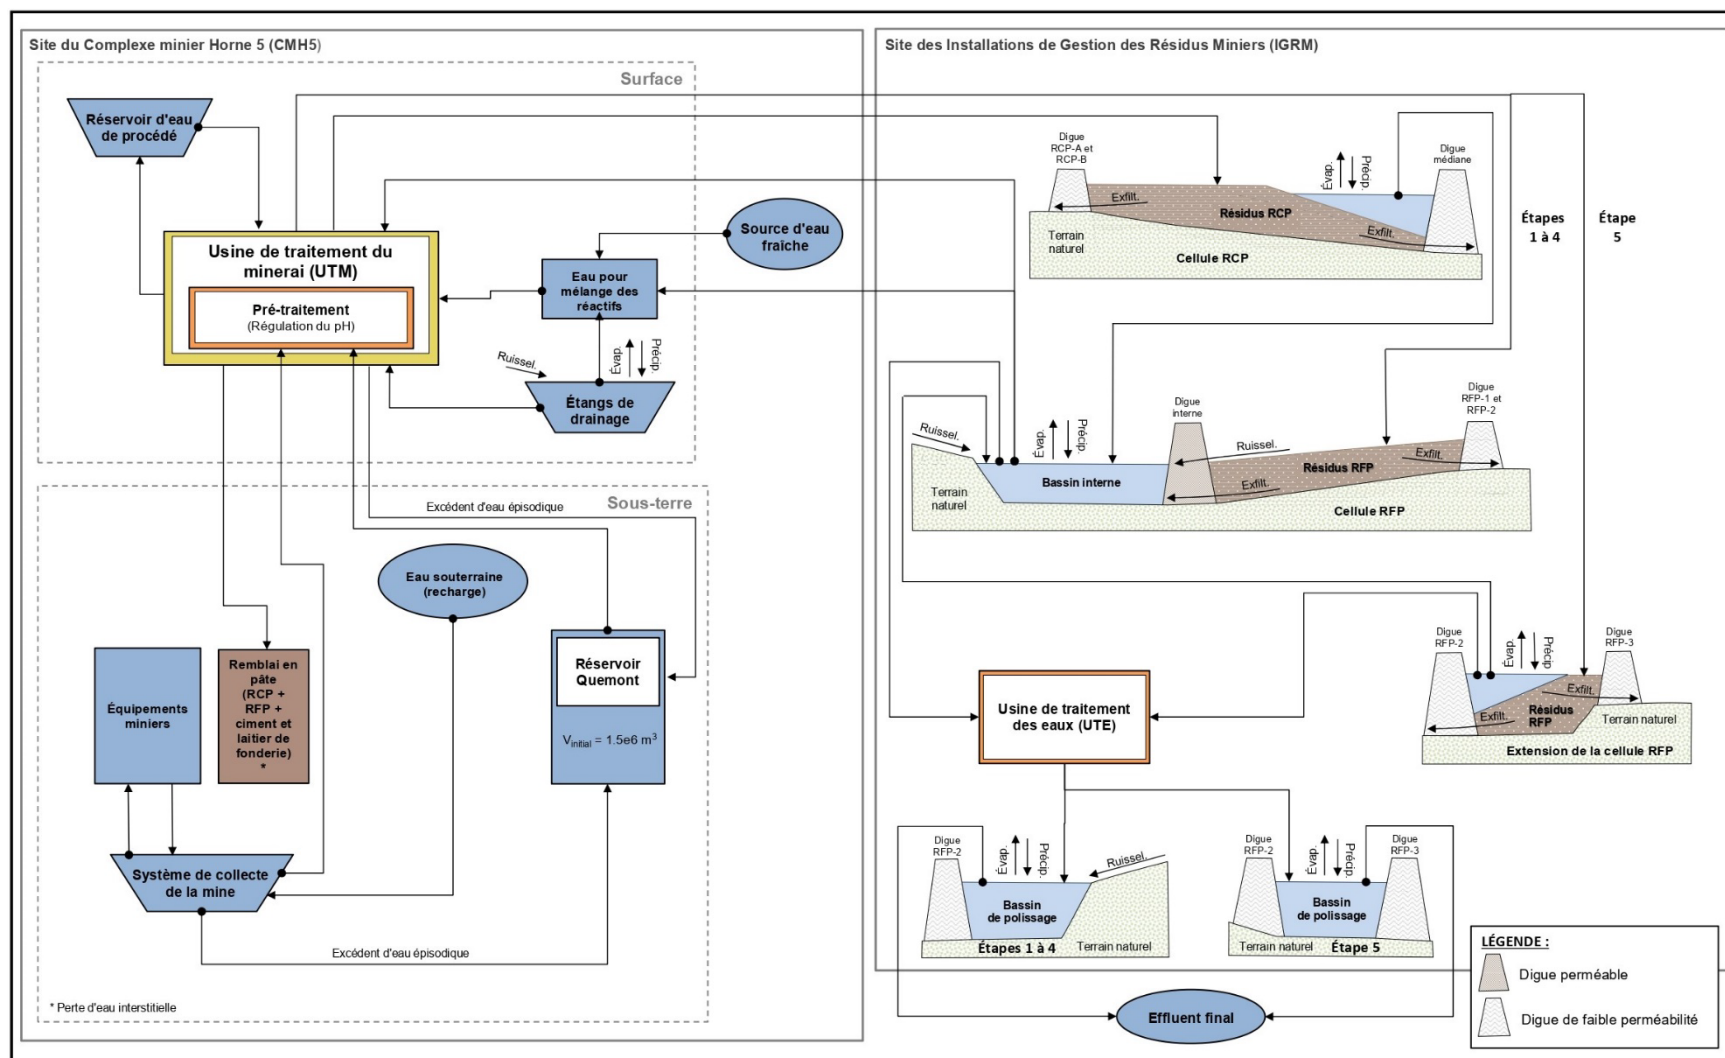 Site du Complexe minier Horne 5 (CMH5)
Surface
Réservoir d'eau
de procédé
Usine de traitement du
minerai (UTM)
Pré-traitement
(Régulation du pH)
Source d'eau
fraîche
Eau pour
mélange des
réactifs
Ruissel.
Évap.
Précip.
Étangs de
drainage
Sous-terre
Excédent d'eau épisodique
Eau souterraine
(recharge)
Équipements
miniers
Remblai en
pâte
(RCP +
RFP +
ciment et
laitier de
fonderie)
*
Réservoir
Quemont
Vinitial = 1.5e6 m³
Système de collecte
de la mine
Excédent d'eau épisodique
* Perte d'eau interstitielle
Site des Installations de Gestion des Résidus Miniers (IGRM)
Digue
RCP-A et
RCP-B
Évap.
Précip.
Digue
médiane
Exfilt.
Résidus RCP
Exfilt.
Terrain
naturel
Cellule RCP
Étapes
1 à 4
Étape
5
Ruissel.
Évap.
Précip.
Digue
interne
Digue
RFP-1 et
RFP-2
Ruissel.
Exfilt.
Résidus RFP
Exfilt.
Bassin interne
Terrain
naturel
Cellule RFP
Digue
RFP-2
Évap.
Précip
Digue
RFP-3
Exfilt.
Résidus
RFP
Exfilt.
Terrain naturel
Extension de la cellule RFP
Usine de traitement
des eaux (UTE)
Digue
RFP-2
Évap.
Précip.
Ruissel.
Bassin
de polissage
Étapes 1 à 4
Terrain naturel
Digue
RFP-2
Évap.
Précip.
Digue
RFP-3
Bassin
de polissage
Terrain naturel
Étape 5
Effluent final
LÉGENDE :
Digue perméable
Digue de faible perméabilité